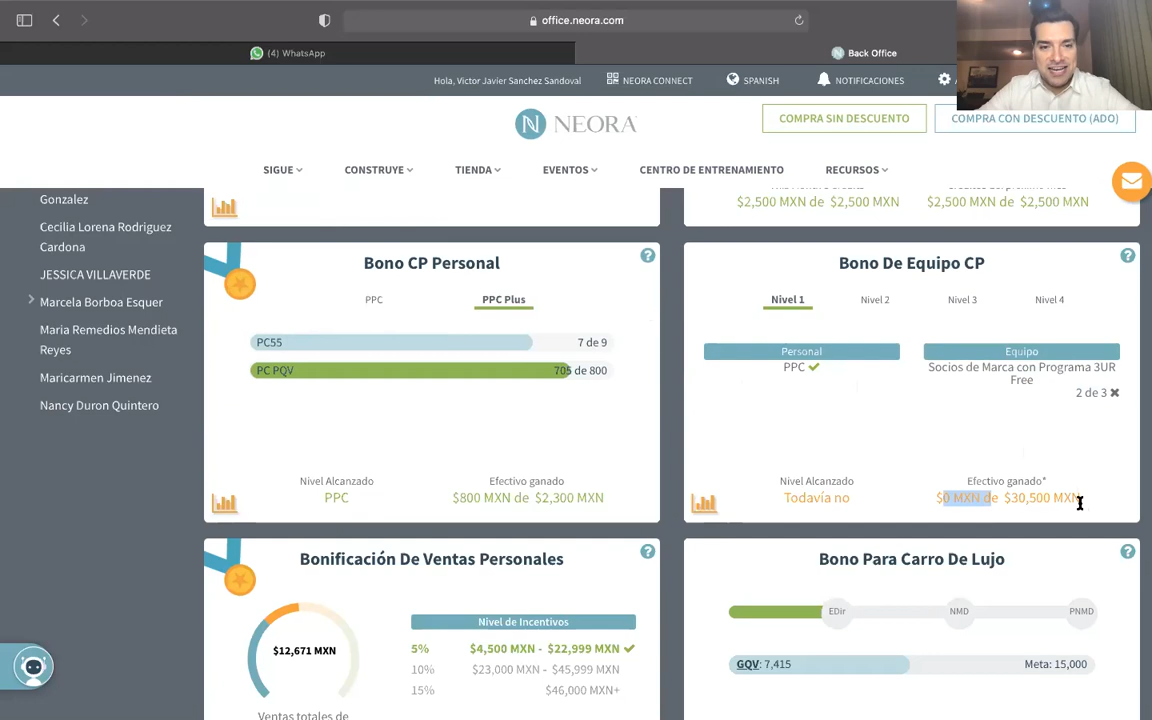 office.neora.com
(4) WhatsApp
Back Office
Hola, Victor Javier Sanchez Sandoval
NEORA CONNECT
SPANISH
NOTIFICACIONES
NEORA
COMPRA SIN DESCUENTO
COMPRA CON DESCUENTO (ADO)
SIGUE
CONSTRUYE
TIENDA
EVENTOS
CENTRO DE ENTRENAMIENTO
RECURSOS
Gonzalez
Cecilia Lorena Rodriguez
Cardona
JESSICA VILLAVERDE
Marcela Borboa Esquer
Maria Remedios Mendieta
Reyes
Maricarmen Jimenez
Nancy Duron Quintero
$2,500 MXN de $2,500 MXN
$2,500 MXN de $2,500 MXN
Bono CP Personal
PPC
PPC Plus
PC55
7 de 9
PC PQV
705 de 800
Nivel Alcanzado
PPC
Efectivo ganado
$800 MXN de $2,300 MXN
Bono De Equipo CP
Nivel 1
Nivel 2
Nivel 3
Nivel 4
Personal
PPC
Equipo
Socios de Marca con Programa 3UR
Free
2 de 3
Nivel Alcanzado
Todavía no
Efectivo ganado*
$0 MXN de $30,500 MXN
Bonificación De Ventas Personales
$12,671 MXN
Ventas totales de
Nivel de Incentivos
5% $4,500 MXN - $22,999 MXN
10% $23,000 MXN - $45,999 MXN
15% $46,000 MXN+
Bono Para Carro De Lujo
EDir
NMD
PNMD
GQV: 7,415
Meta: 15,000